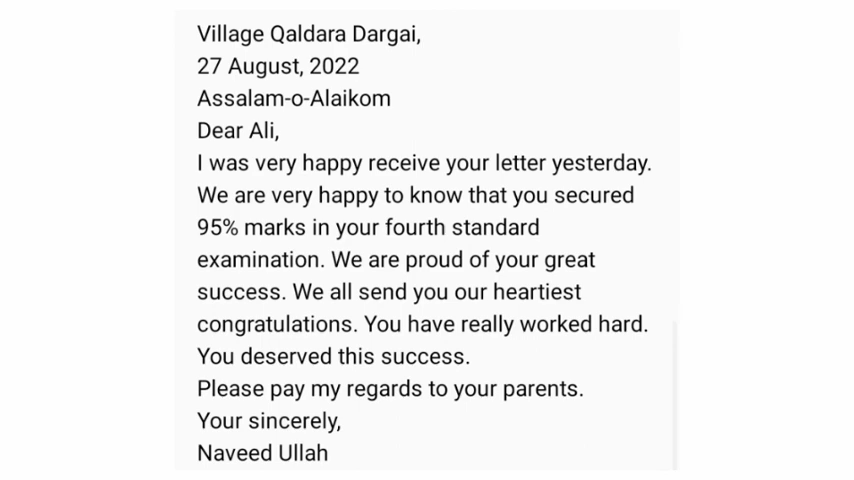 Village Qaldara Dargai,
27 August, 2022
Assalam-o-Alaikom
Dear Ali,
I was very happy receive your letter yesterday.
We are very happy to know that you secured
95% marks in your fourth standard
examination. We are proud of your great
success. We all send you our heartiest
congratulations. You have really worked hard.
You deserved this success.
Please pay my regards to your parents.
Your sincerely,
Naveed Ullah